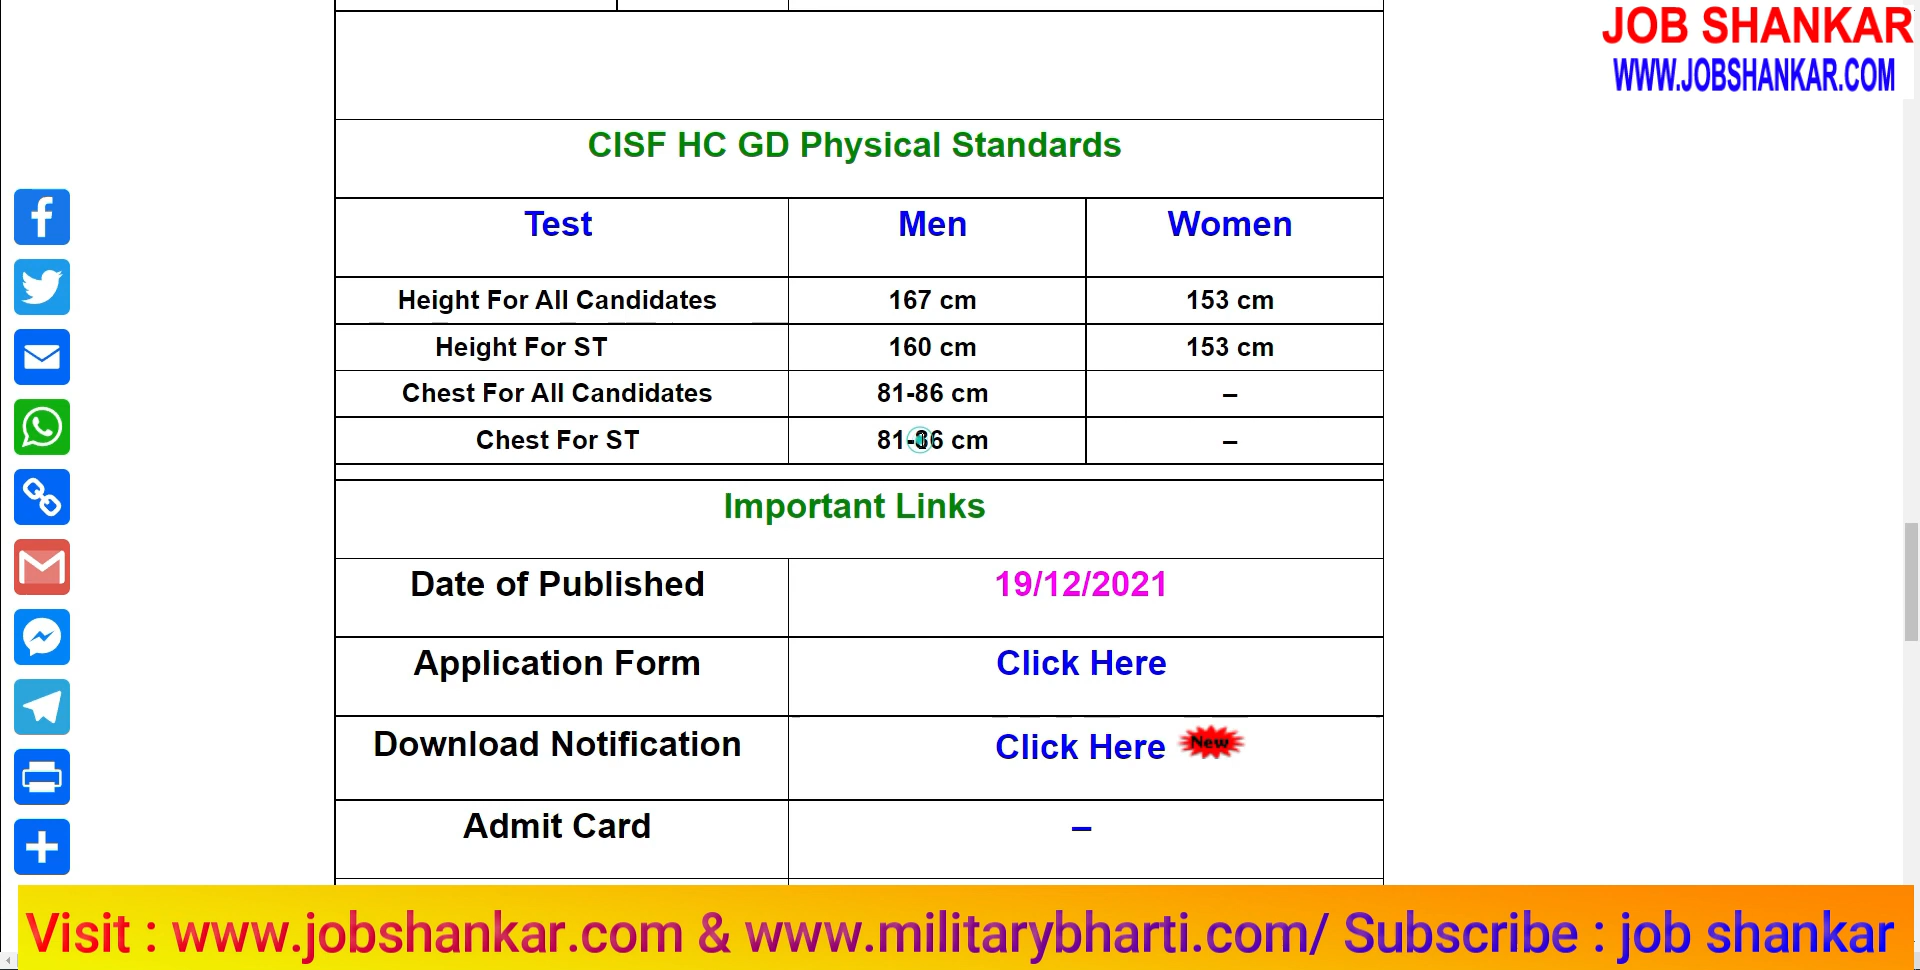 JOB SHANKAR
WWW.JOBSHANKAR.COM
CISF HC GD Physical Standards
Test Men Women
Height For All Candidates 167 cm 153 cm
Height For ST 160 cm 153 cm
Chest For All Candidates 81-86 cm –
Chest For ST 81-86 cm –
Important Links
Date of Published 19/12/2021
Application Form Click Here
Download Notification Click Here New
Admit Card –
Visit : www.jobshankar.com & www.militarybharti.com/ Subscribe : job shankar